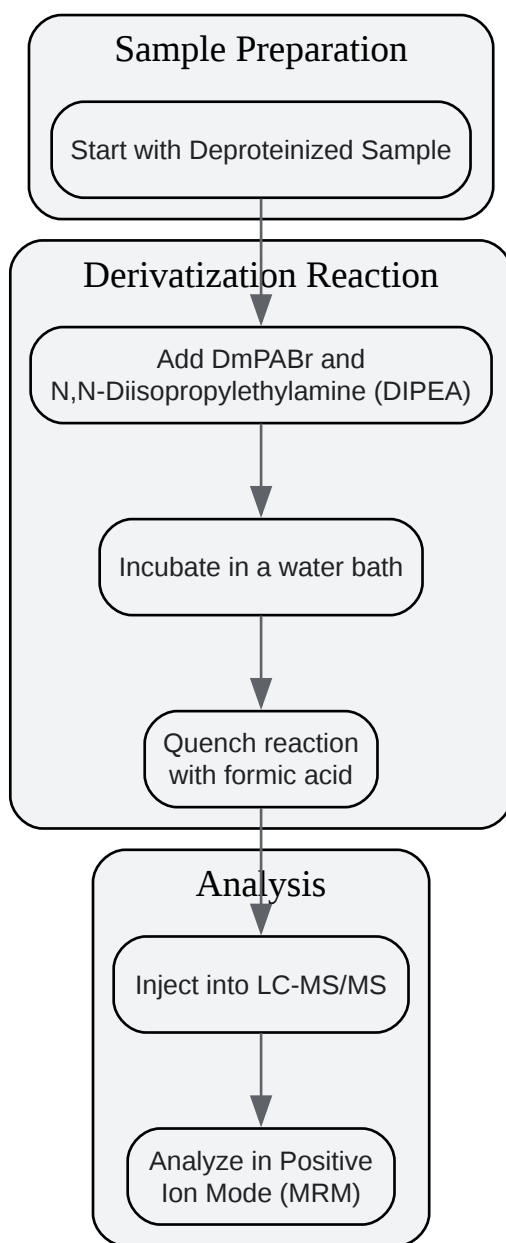 Sample Preparation
Start with Deproteinized Sample
Derivatization Reaction
Add DmPABr and
N,N-Diisopropylethylamine (DIPEA)
Incubate in a water bath
Quench reaction
with formic acid
Analysis
Inject into LC-MS/MS
Analyze in Positive
Ion Mode (MRM)